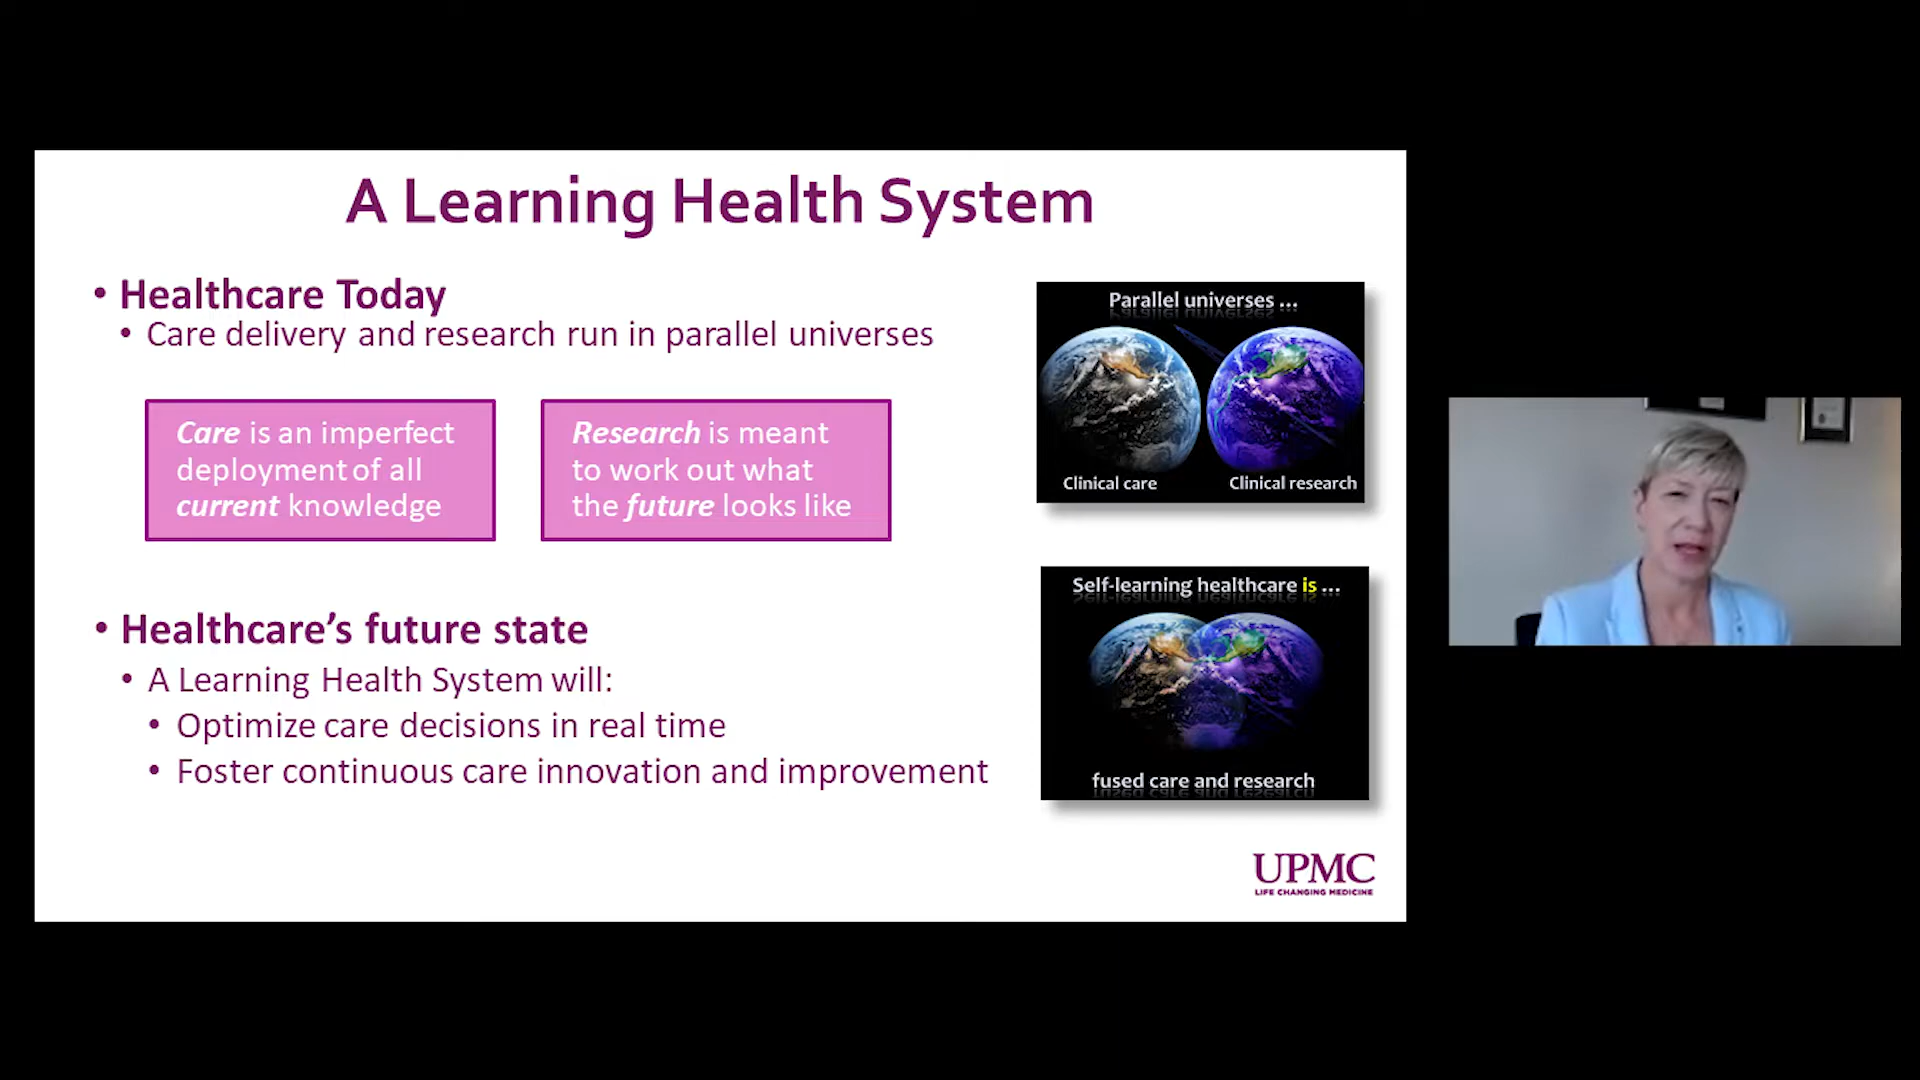 A Learning Health System
• Healthcare Today
• Care delivery and research run in parallel universes
Care is an imperfect
deployment of all
current knowledge
Research is meant
to work out what
the future looks like
• Healthcare’s future state
• A Learning Health System will:
• Optimize care decisions in real time
• Foster continuous care innovation and improvement
Parallel universes ...
Clinical care
Clinical research
Self-learning healthcare is ...
fused care and research
UPMC
LIFE CHANGING MEDICINE